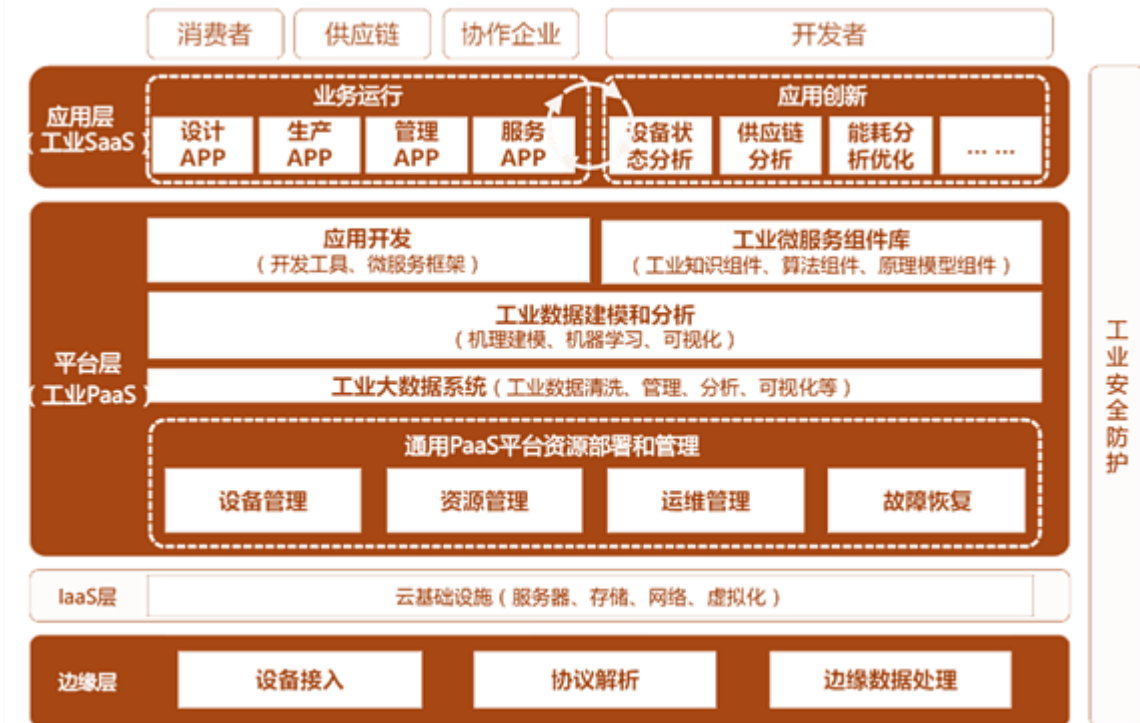 消费者
供应链
协作企业
开发者
应用层
（工业SaaS）
业务运行
设计
APP
生产
APP
管理
APP
服务
APP
应用创新
设备状
态分析
供应链
分析
能耗分
析优化
... ...
平台层
（工业PaaS）
应用开发
（开发工具、微服务框架）
工业微服务组件库
（工业知识组件、算法组件、原理模型组件）
工业数据建模和分析
（机理建模、机器学习、可视化）
工业大数据系统（工业数据清洗、管理、分析、可视化等）
通用PaaS平台资源部署和管理
设备管理
资源管理
运维管理
故障恢复
IaaS层
云基础设施（服务器、存储、网络、虚拟化）
边缘层
设备接入
协议解析
边缘数据处理
工业安全防护